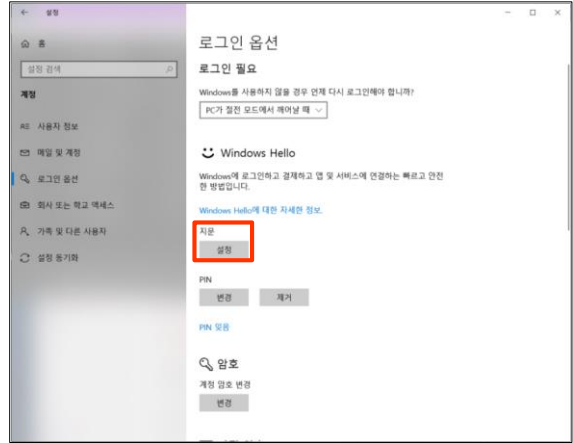 설정
홈
설정 검색
계정
사용자 정보
메일 및 계정
로그인 옵션
회사 또는 학교 액세스
가족 및 다른 사용자
설정 동기화
로그인 옵션
로그인 필요
Windows를 사용하지 않을 경우 언제 다시 로그인해야 합니까?
PC가 절전 모드에서 깨어날 때
Windows Hello
Windows에 로그인하고 결제하고 앱 및 서비스에 연결하는 빠르고 안전
한 방법입니다.
Windows Hello에 대한 자세한 정보.
지문
설정
PIN
변경 제거
PIN 잊음
암호
계정 암호 변경
변경